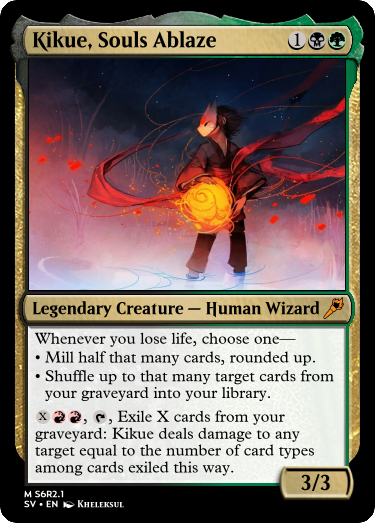 Kikue, Souls Ablaze 1
Legendary Creature — Human Wizard
Whenever you lose life, choose one—
• Mill half that many cards, rounded up.
• Shuffle up to that many target cards from
your graveyard into your library.
X, , Exile X cards from your
graveyard: Kikue deals damage to any
target equal to the number of card types
among cards exiled this way.
3/3
M S6R2.1
SV • EN Kheleksul